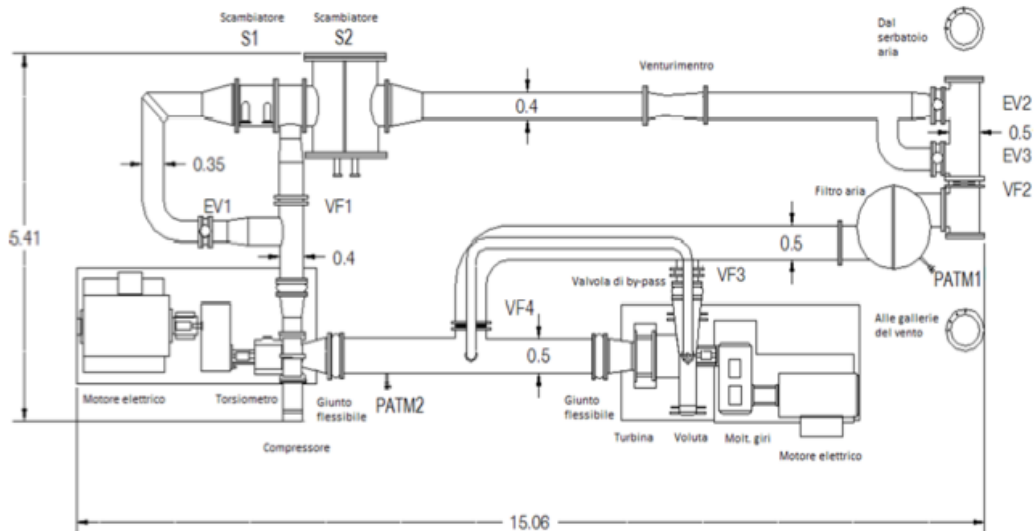 Scambiatore
S1
Scambiatore
S2
Dal
serbatoio
aria
Venturimentro
5.41
0.4
EV2
0.5
EV3
0.35
VF2
Filtro aria
EV1
VF1
0.5
0.4
Valvola di by-pass
VF3
PATM1
VF4
Alle gallerie
del vento
0.5
PATM2
Motore elettrico
Torsiometro
Giunto
flessibile
Giunto
flessibile
Compressore
Turbina
Voluta
Molt. giri
Motore elettrico
15.06